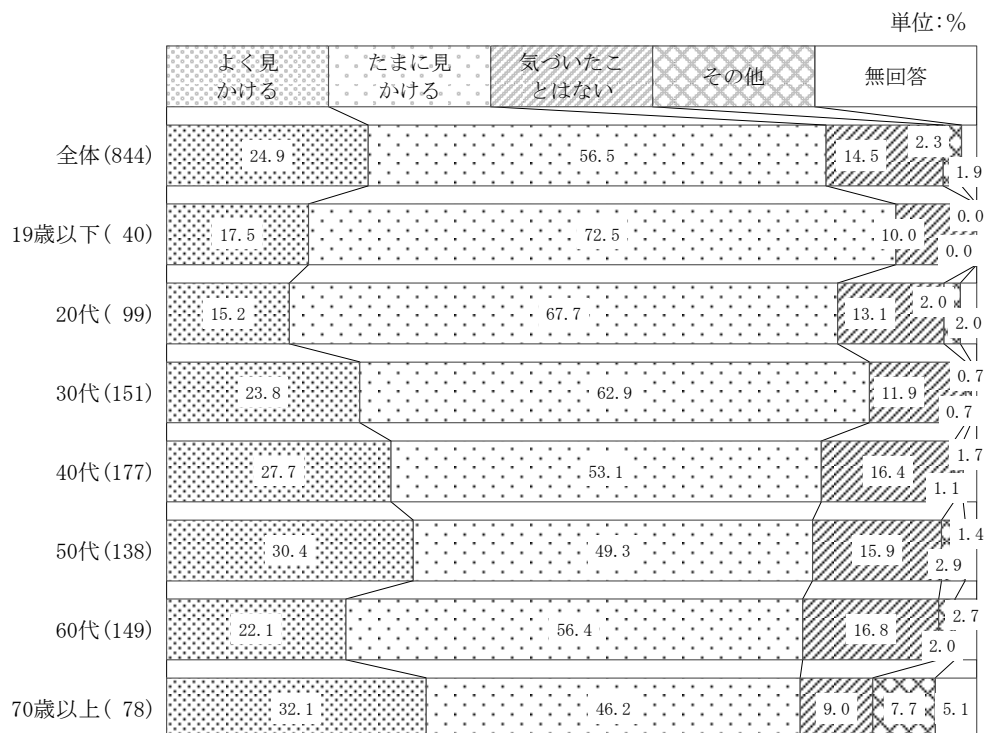 単位:%
よく見かける
たまに見かける
気づいたことはない
その他
無回答
全体(844) 24.9 56.5 14.5 2.3 1.9
19歳以下( 40) 17.5 72.5 10.0 0.0 0.0
20代( 99) 15.2 67.7 13.1 2.0 2.0
30代(151) 23.8 62.9 11.9 0.7 0.7
40代(177) 27.7 53.1 16.4 1.7 1.1
50代(138) 30.4 49.3 15.9 1.4 2.9
60代(149) 22.1 56.4 16.8 2.7 2.0
70歳以上( 78) 32.1 46.2 9.0 7.7 5.1